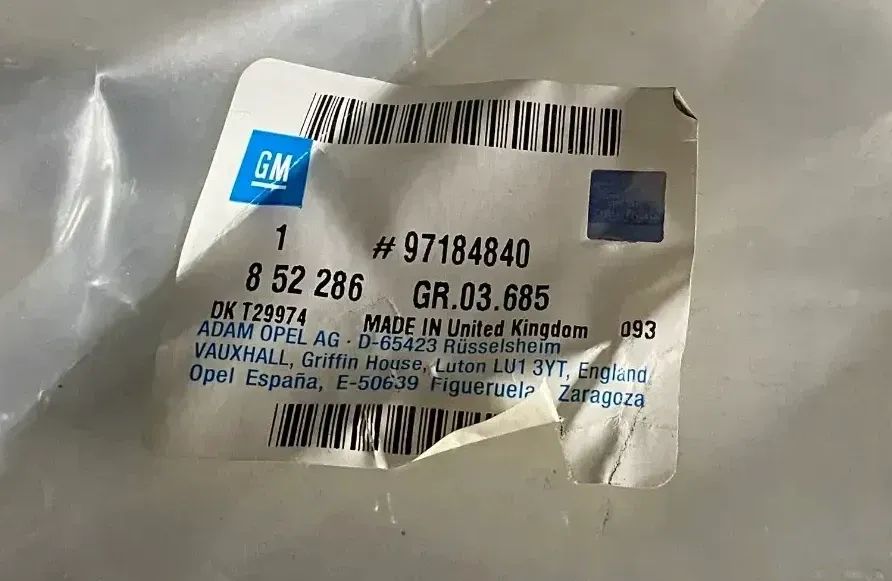 GM
1 # 97184840
8 52 286 GR.03.685
DK T29974 MADE IN United Kingdom 093
ADAM OPEL AG · D-65423 Rüsselsheim
VAUXHALL, Griffin House, Luton LU1 3YT, England
Opel España, E-50639 Figueruela Zaragoza